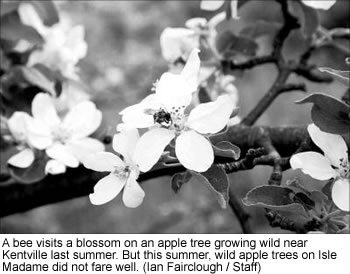 A bee visits a blossom on an apple tree growing wild near
Kentville last summer. But this summer, wild apple trees on Isle
Madame did not fare well. (Ian Fairclough / Staff)